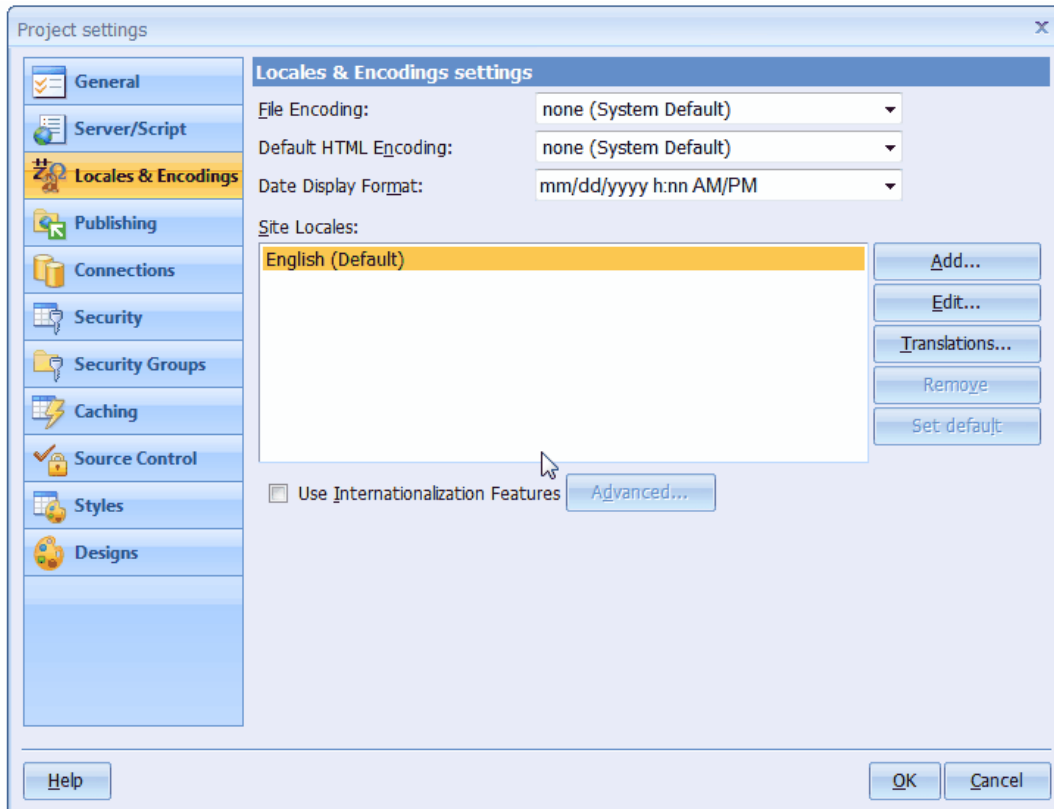 Project settings
General
Server/Script
Locales & Encodings
Publishing
Connections
Security
Security Groups
Caching
Source Control
Styles
Designs
Locales & Encodings settings
File Encoding: none (System Default)
Default HTML Encoding: none (System Default)
Date Display Format: mm/dd/yyyy h:nn AM/PM
Site Locales:
English (Default)
Add...
Edit...
Translations...
Remove
Set default
Use Internationalization Features Advanced...
Help OK Cancel